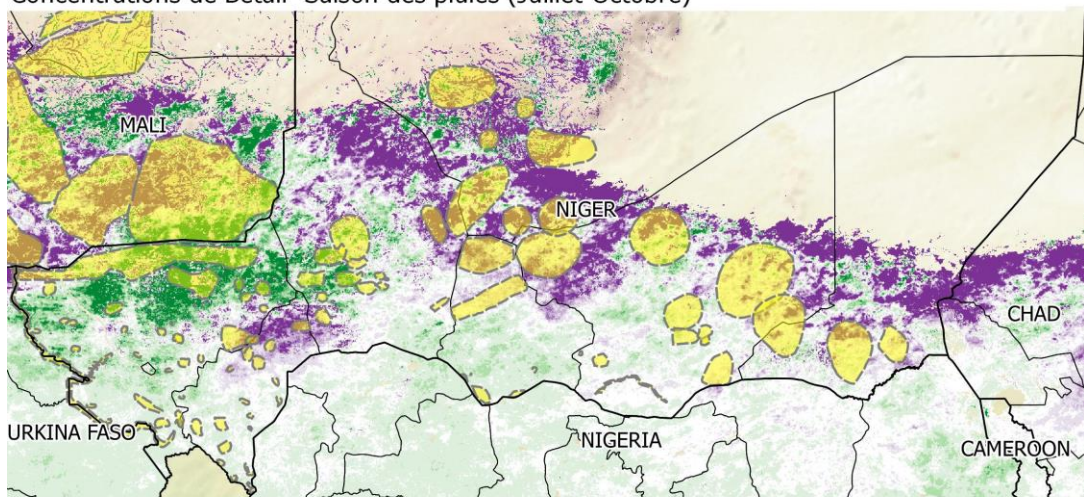 Concentrations de Bétail- Saison des pluies (Juillet-Octobre)
MALI
NIGER
CHAD
URKINA FASO
NIGERIA
CAMEROON